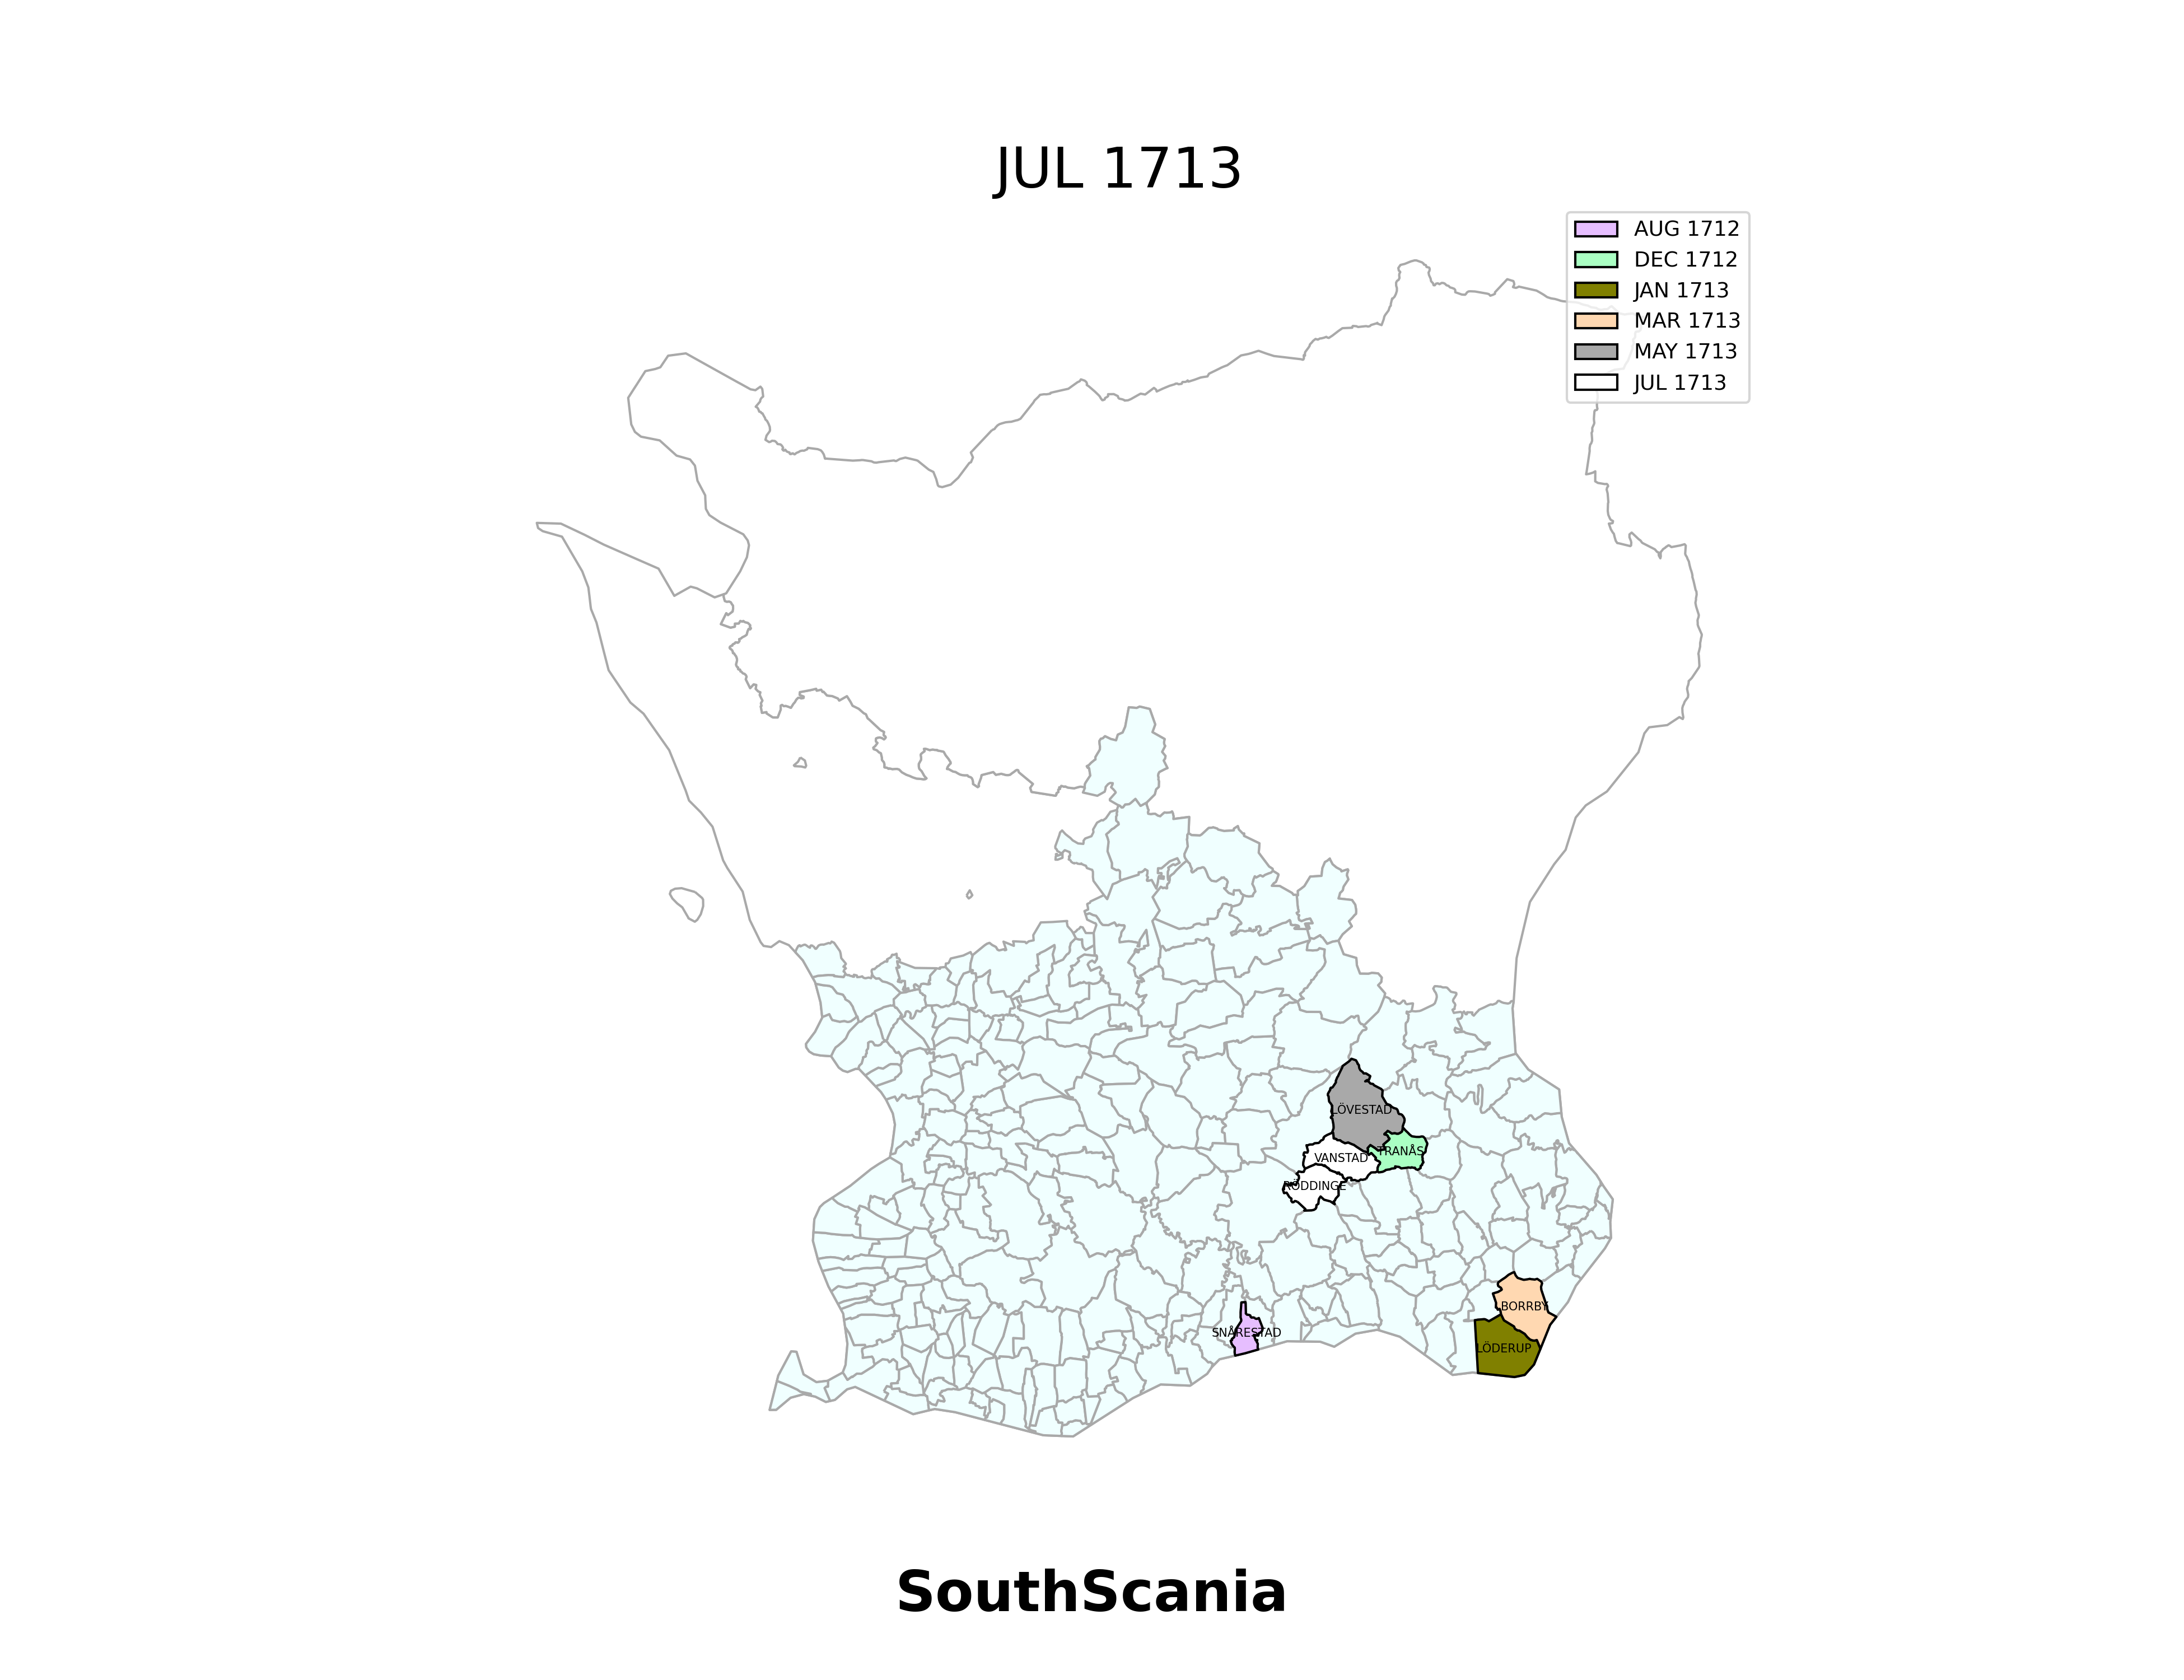 JUL 1713
AUG 1712
DEC 1712
JAN 1713
MAR 1713
MAY 1713
JUL 1713
LÖVESTAD
TRANÅS
VANSTAD
RÖDDINGE
BORRBY
SNÅRESTAD
LÖDERUP
SouthScania